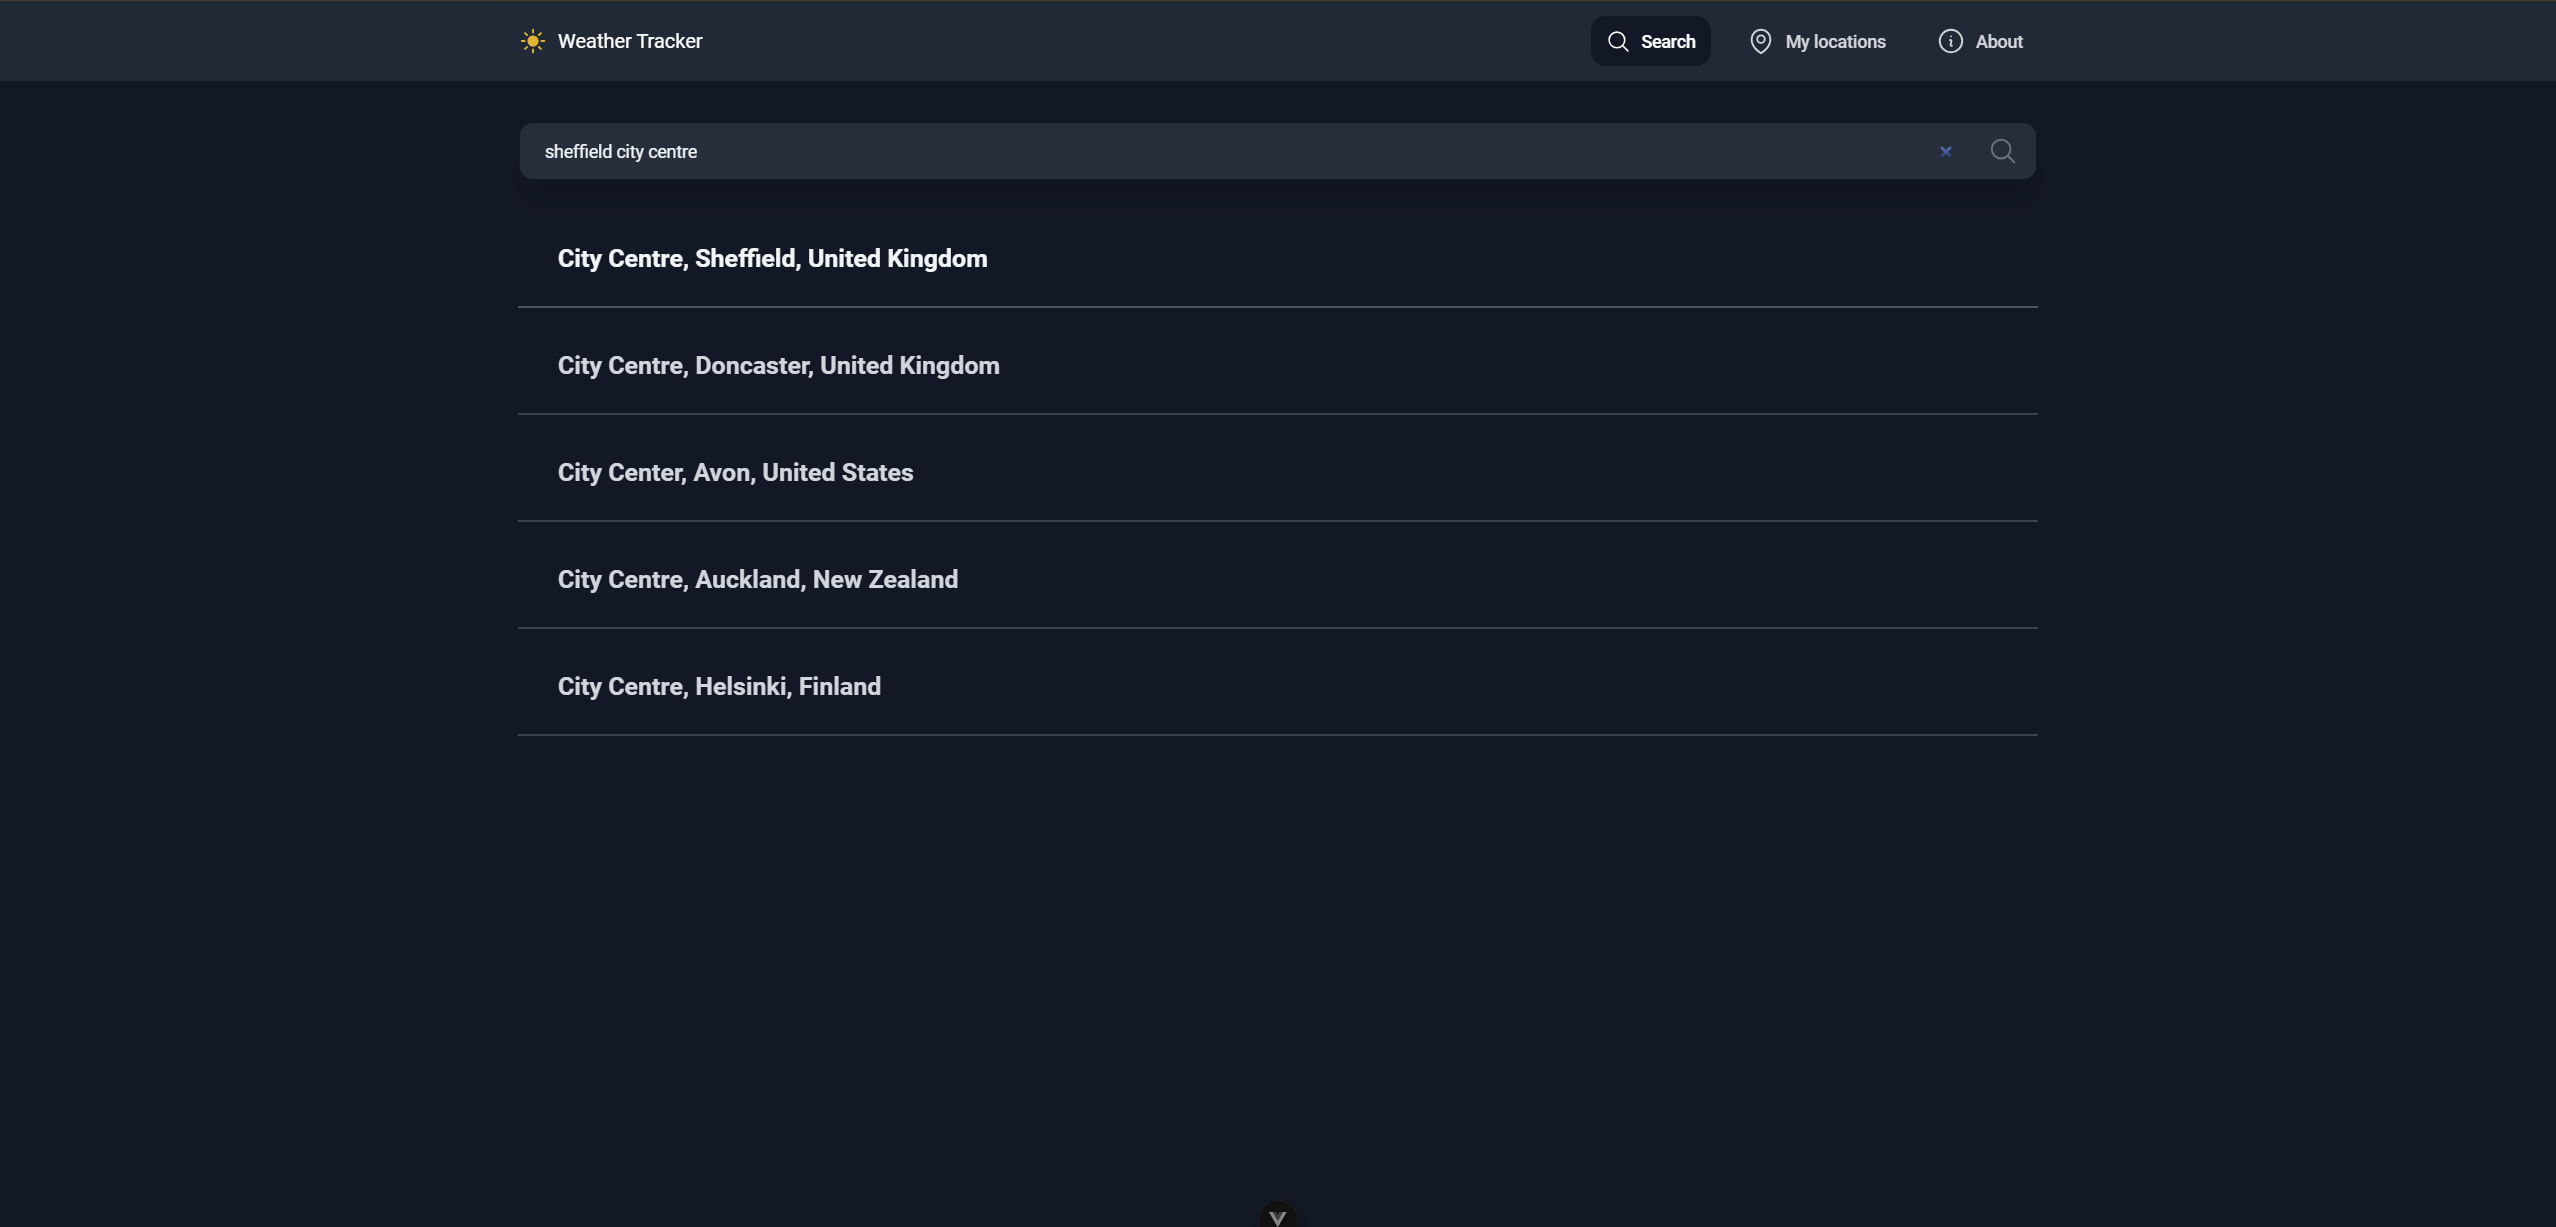 Weather Tracker
Search
My locations
About
sheffield city centre
City Centre, Sheffield, United Kingdom
City Centre, Doncaster, United Kingdom
City Center, Avon, United States
City Centre, Auckland, New Zealand
City Centre, Helsinki, Finland